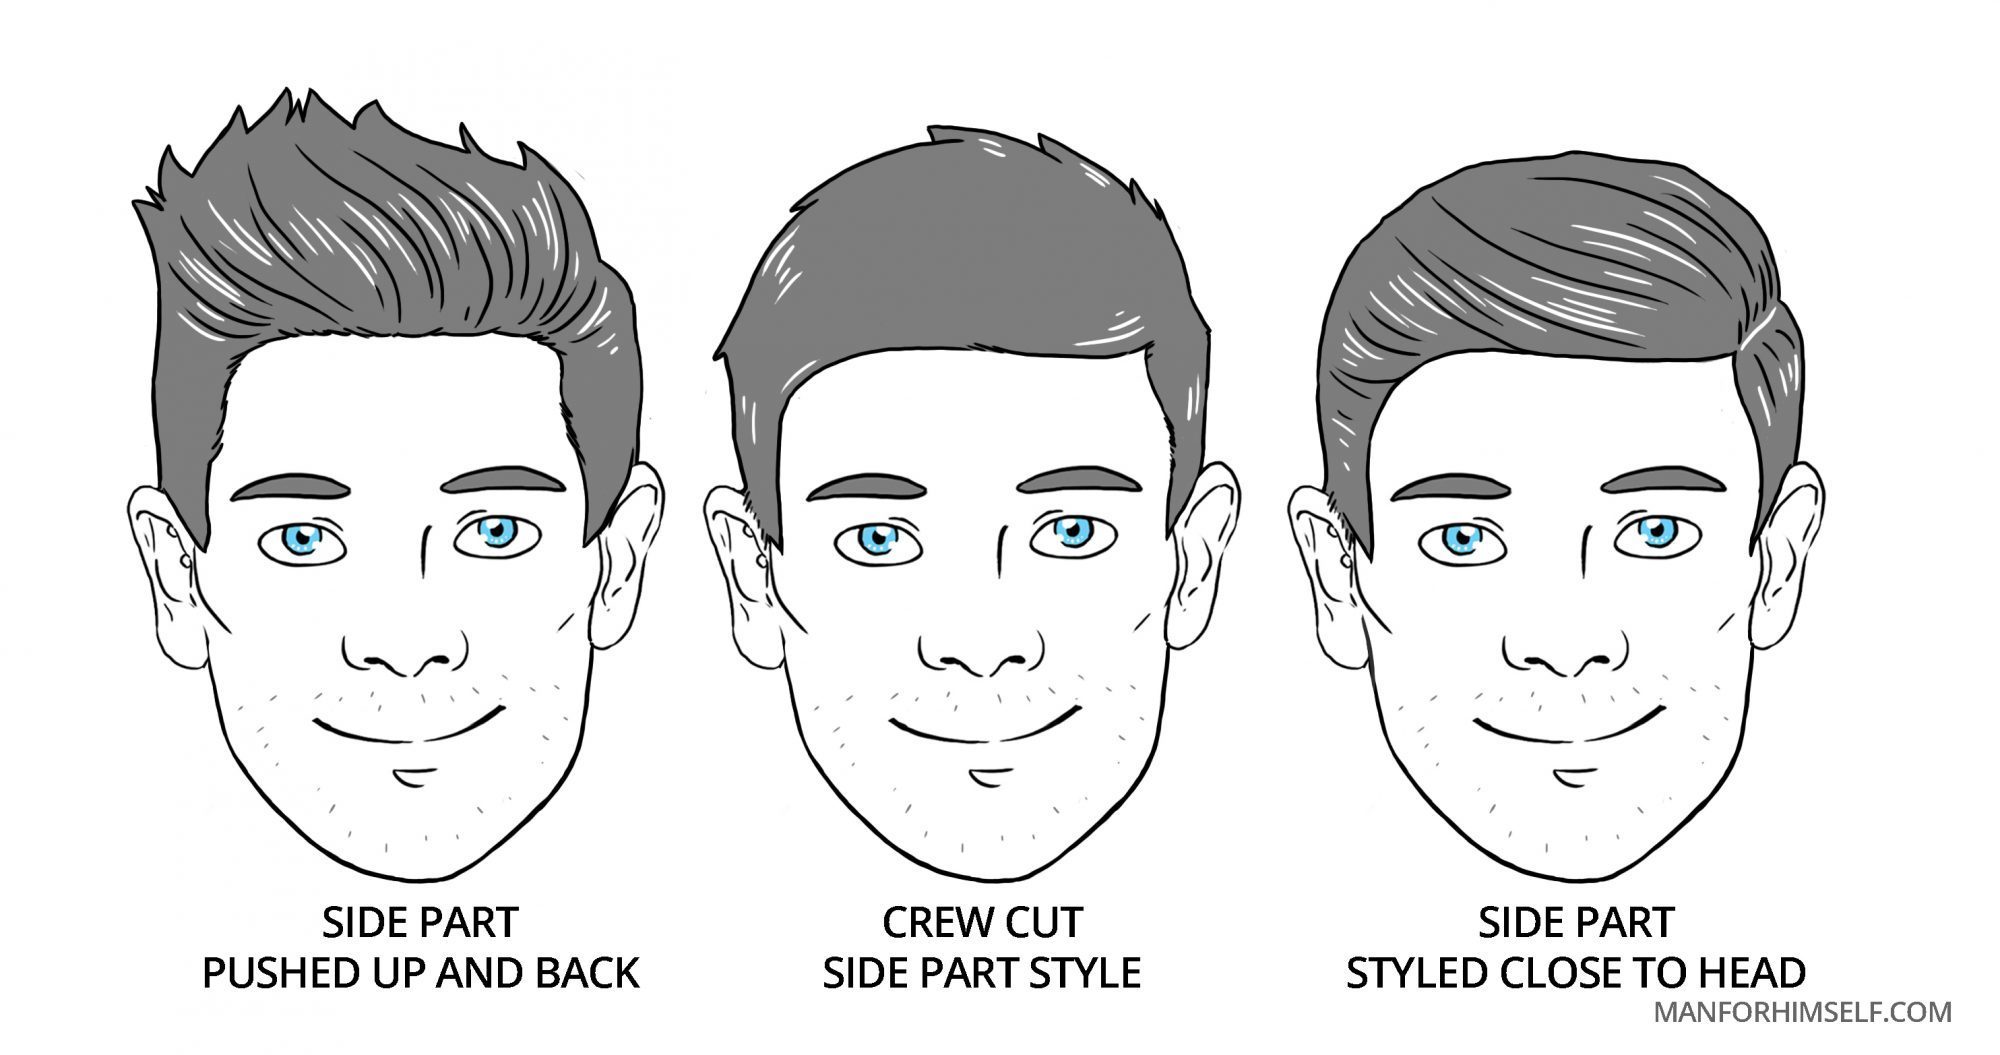 SIDE PART
PUSHED UP AND BACK
CREW CUT
SIDE PART STYLE
SIDE PART
STYLED CLOSE TO HEAD
MANFORHIMSELF.COM